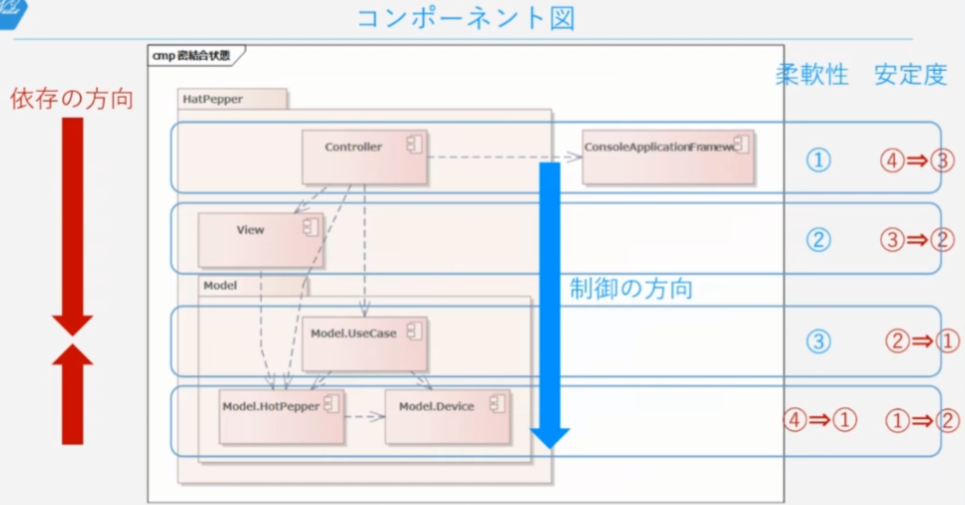 コンポーネント図
cmp 密結合状態
柔軟性 安定度
依存の方向
HatPepper
Controller
ConsoleApplicationFramew
① ④⇒③
View
② ③⇒②
制御の方向
Model
Model.UseCase
③ ②⇒①
Model.HotPepper
Model.Device
④⇒① ①⇒②